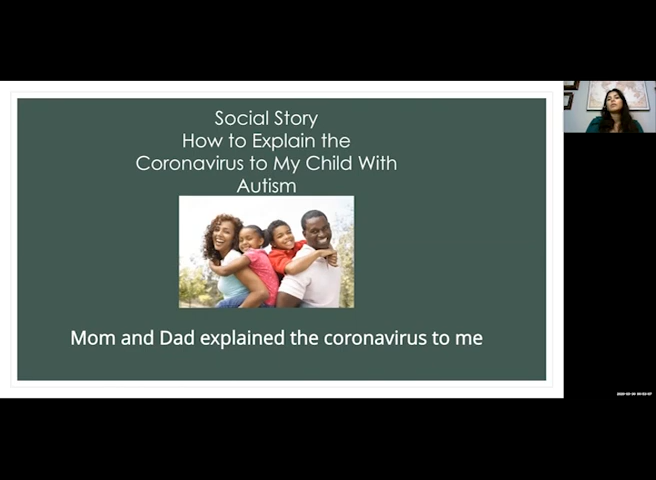 Social Story
How to Explain the
Coronavirus to My Child With
Autism
Mom and Dad explained the coronavirus to me